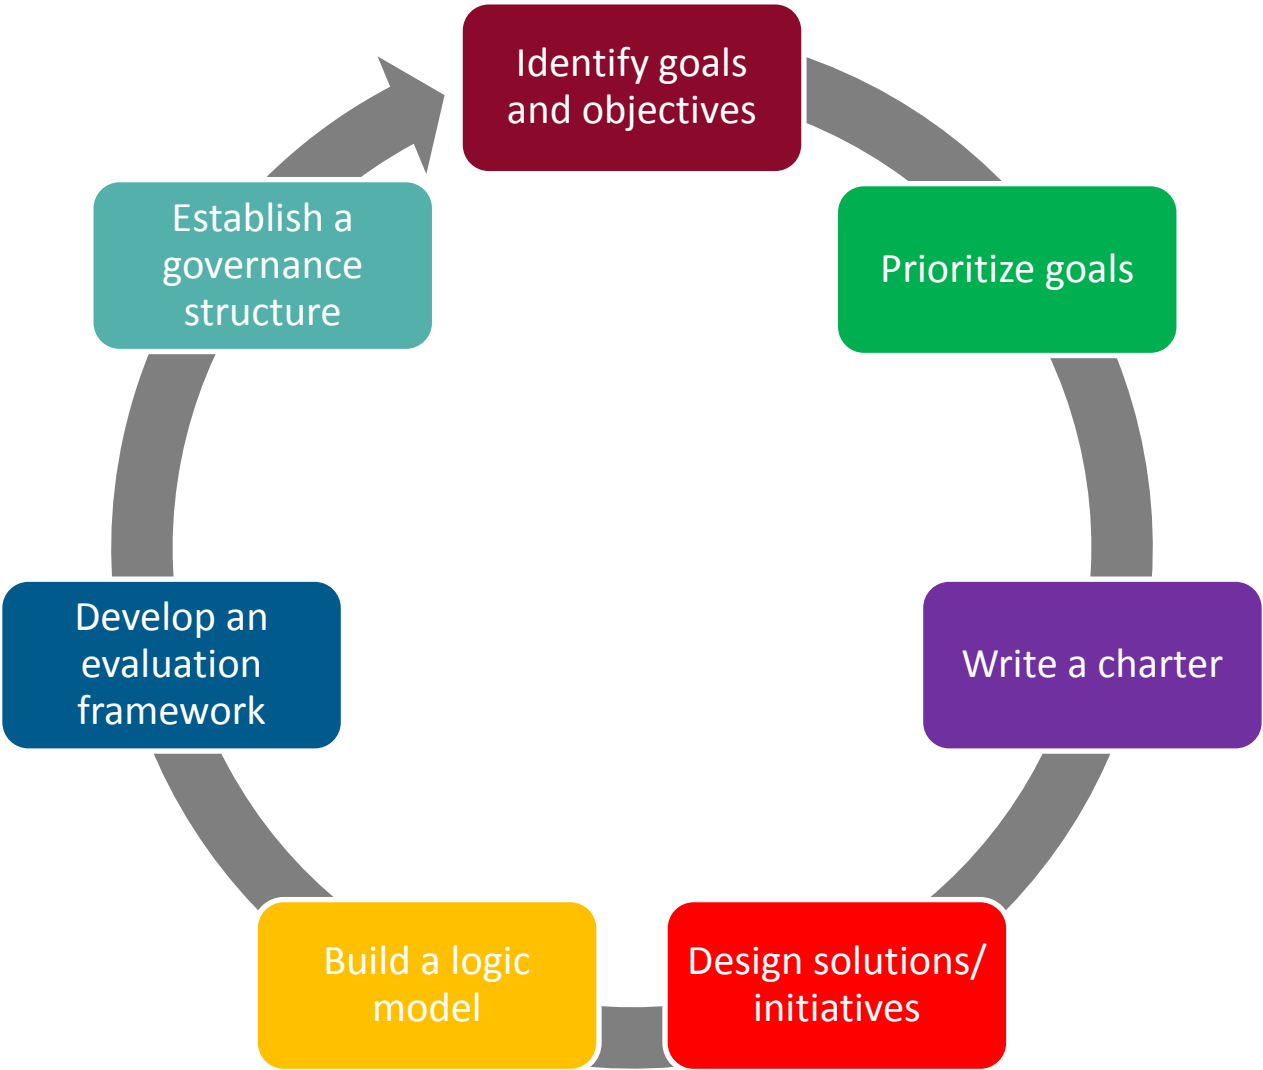 Identify goals
and objectives
Prioritize goals
Write a charter
Design solutions/
initiatives
Build a logic
model
Develop an
evaluation
framework
Establish a
governance
structure